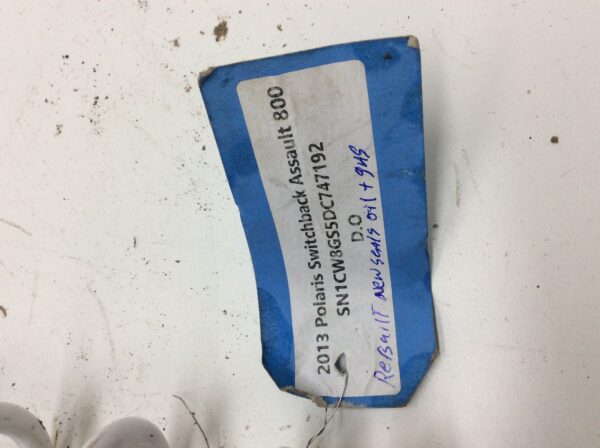 2013 Polaris Switchback Assault 800
SN1CW8GS5DC747192
D.O
ReBuilT new seals oil + gas